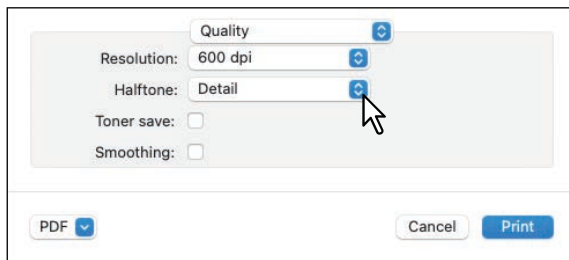 Quality
Resolution: 600 dpi
Halftone: Detail
Toner save:
Smoothing:
PDF Cancel Print